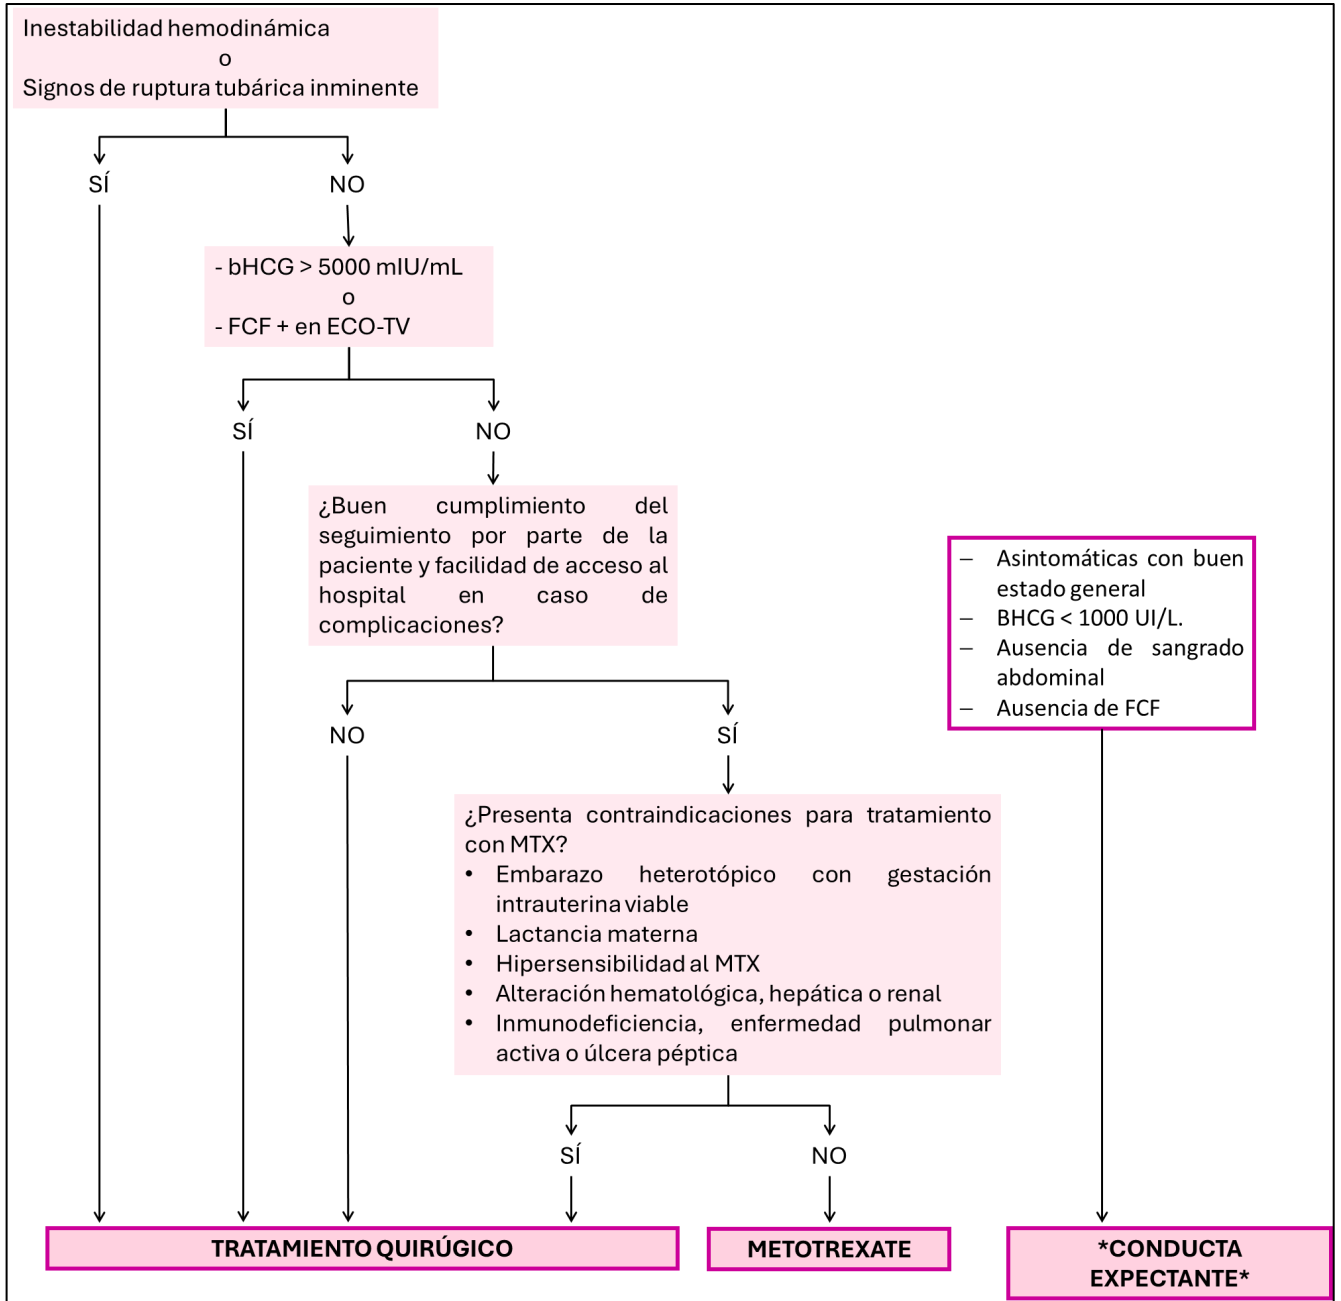 Inestabilidad hemodinámica
o
Signos de ruptura tubárica inminente
SÍ
NO
- bHCG > 5000 mIU/mL
o
- FCF + en ECO-TV
SÍ
NO
¿Buen cumplimiento del
seguimiento por parte de la
paciente y facilidad de acceso al
hospital en caso de
complicaciones?
NO
SÍ
– Asintomáticas con buen
estado general
– BHCG < 1000 UI/L.
– Ausencia de sangrado
abdominal
– Ausencia de FCF
¿Presenta contraindicaciones para tratamiento
con MTX?
• Embarazo heterotópico con gestación
intrauterina viable
• Lactancia materna
• Hipersensibilidad al MTX
• Alteración hematológica, hepática o renal
• Inmunodeficiencia, enfermedad pulmonar
activa o úlcera péptica
SÍ
NO
TRATAMIENTO QUIRÚGICO
METOTREXATE
*CONDUCTA
EXPECTANTE*